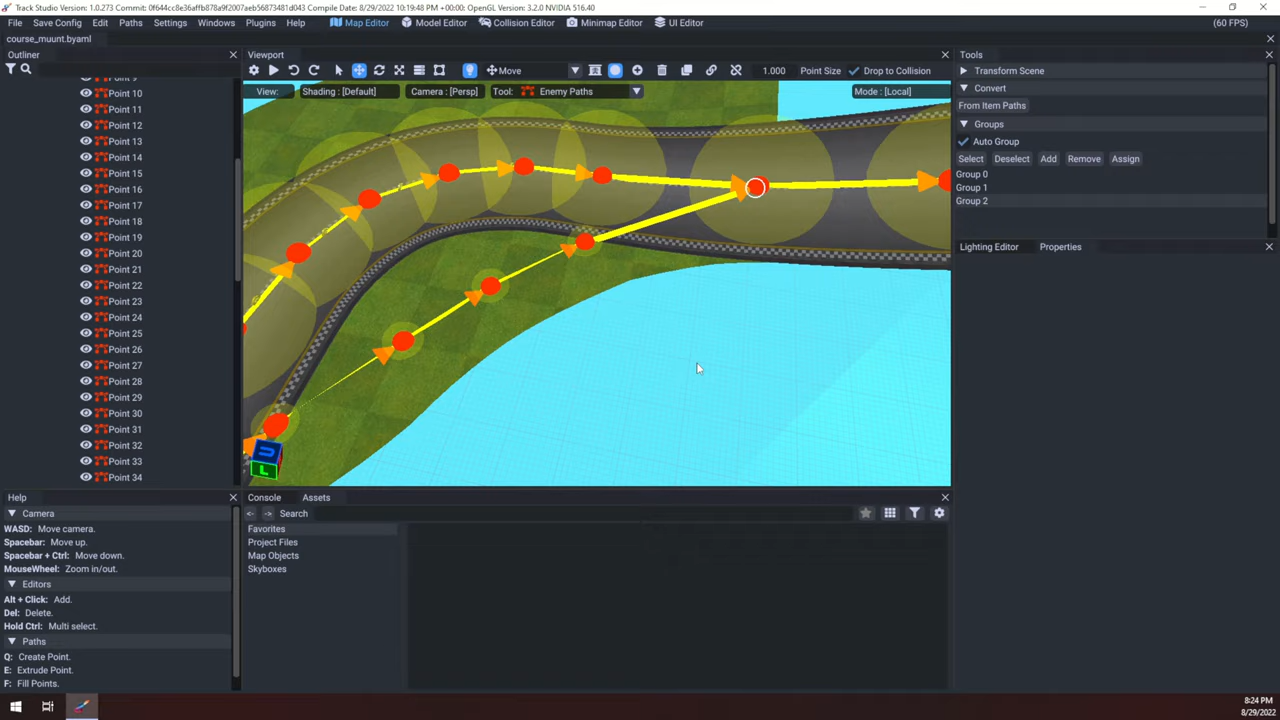 Track Studio Version: 1.0.273 Commit: 0f644cc8e36affb878a9f2007aeb56873481d043 Compile Date: 8/29/2022 10:19:48 PM +00:00: OpenGL Version: 3.2.0 NVIDIA 516.40
File Save Config Edit Paths Settings Windows Plugins Help Map Editor Model Editor Collision Editor Minimap Editor UI Editor (60 FPS)
course_muunt.byaml
Outliner
Point 9
Point 10
Point 11
Point 12
Point 13
Point 14
Point 15
Point 16
Point 17
Point 18
Point 19
Point 20
Point 21
Point 22
Point 23
Point 24
Point 25
Point 26
Point 27
Point 28
Point 29
Point 30
Point 31
Point 32
Point 33
Point 34
Viewport
Move 1.000 Point Size Drop to Collision
View: Shading : [Default] Camera : [Persp] Tool: Enemy Paths Mode : [Local]
U
L
Tools
Transform Scene
Convert
From Item Paths
Groups
Auto Group
Select Deselect Add Remove Assign
Group 0
Group 1
Group 2
Lighting Editor Properties
Help
Camera
WASD: Move camera.
Spacebar: Move up.
Spacebar + Ctrl: Move down.
MouseWheel: Zoom in/out.
Editors
Alt + Click: Add.
Del: Delete.
Hold Ctrl: Multi select.
Paths
Q: Create Point.
E: Extrude Point.
F: Fill Points.
Console Assets
<- -> Search
Favorites
Project Files
Map Objects
Skyboxes
8:24 PM
8/29/2022